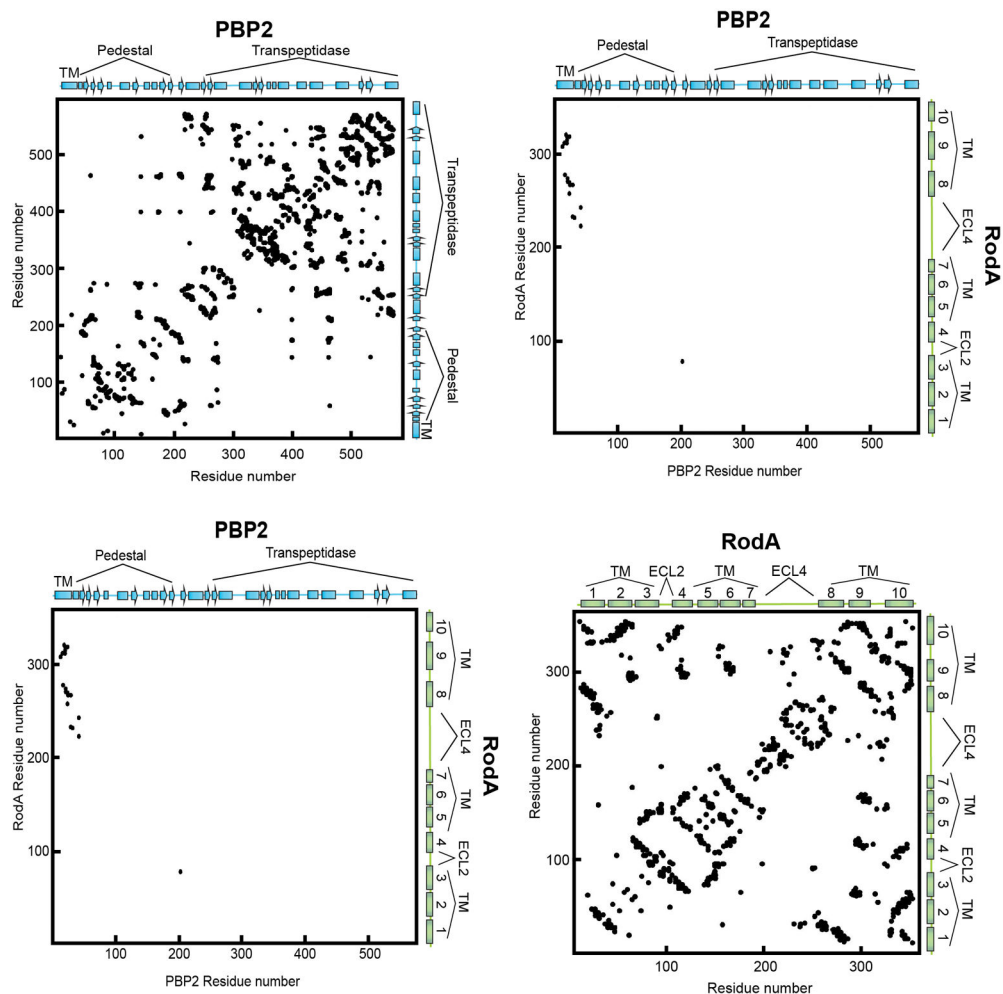 PBP2
Pedestal
Transpeptidase
TM
500
400
300
200
100
Residue number
100
200
300
400
500
Residue number
Transpeptidase
Pedestal
TM
PBP2
Pedestal
Transpeptidase
TM
300
200
100
RodA Residue number
100
200
300
400
500
PBP2 Residue number
10
9
8
7
6
5
4
3
2
1
TM
ECL4
TM
ECL2
TM
RodA
PBP2
Pedestal
Transpeptidase
TM
300
200
100
RodA Residue number
100
200
300
400
500
PBP2 Residue number
10
9
8
7
6
5
4
3
2
1
TM
ECL4
TM
ECL2
TM
RodA
RodA
TM
ECL2
TM
ECL4
TM
1
2
3
4
5
6
7
8
9
10
300
200
100
Residue number
100
200
300
Residue number
10
9
8
7
6
5
4
3
2
1
TM
ECL4
TM
ECL2
TM